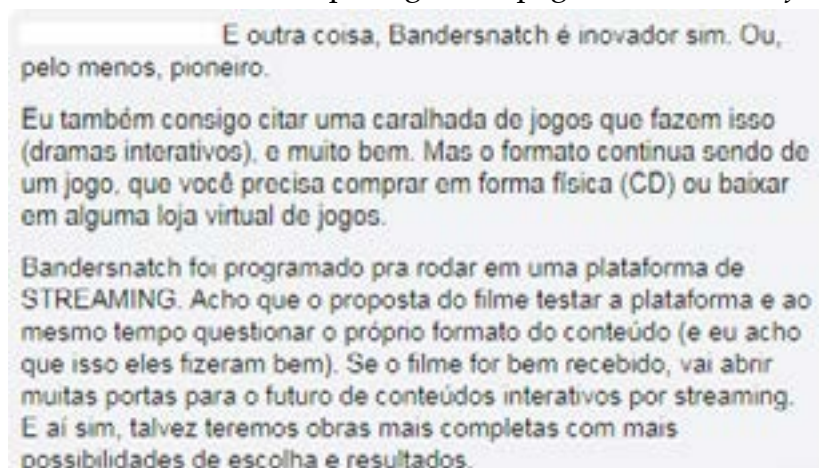 E outra coisa, Bandersnatch é inovador sim. Ou,
pelo menos, pioneiro.
Eu também consigo citar uma caralhada de jogos que fazem isso
(dramas interativos), e muito bem. Mas o formato continua sendo de
um jogo, que você precisa comprar em forma física (CD) ou baixar
em alguma loja virtual de jogos.
Bandersnatch foi programado pra rodar em uma plataforma de
STREAMING. Acho que o proposta do filme testar a plataforma e ao
mesmo tempo questionar o próprio formato do conteúdo (e eu acho
que isso eles fizeram bem). Se o filme for bem recebido, vai abrir
muitas portas para o futuro de conteúdos interativos por streaming.
E aí sim, talvez teremos obras mais completas com mais
possibilidades de escolha e resultados.